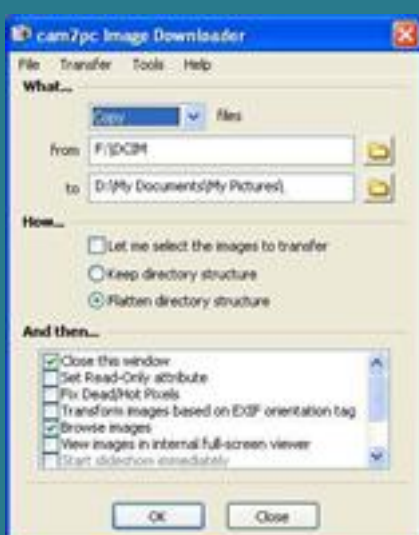 cam2pc Image Downloader
File Transfer Tools Help
What...
Copy files
from F:\DCIM
to D:\My Documents\My Pictures\
How...
Let me select the images to transfer
Keep directory structure
Flatten directory structure
And then...
Close this window
Set Read-Only attribute
Fix Dead/Hot Pixels
Transform images based on EXIF orientation tag
Browse images
View images in internal full-screen viewer
Start slideshow immediately
OK Close